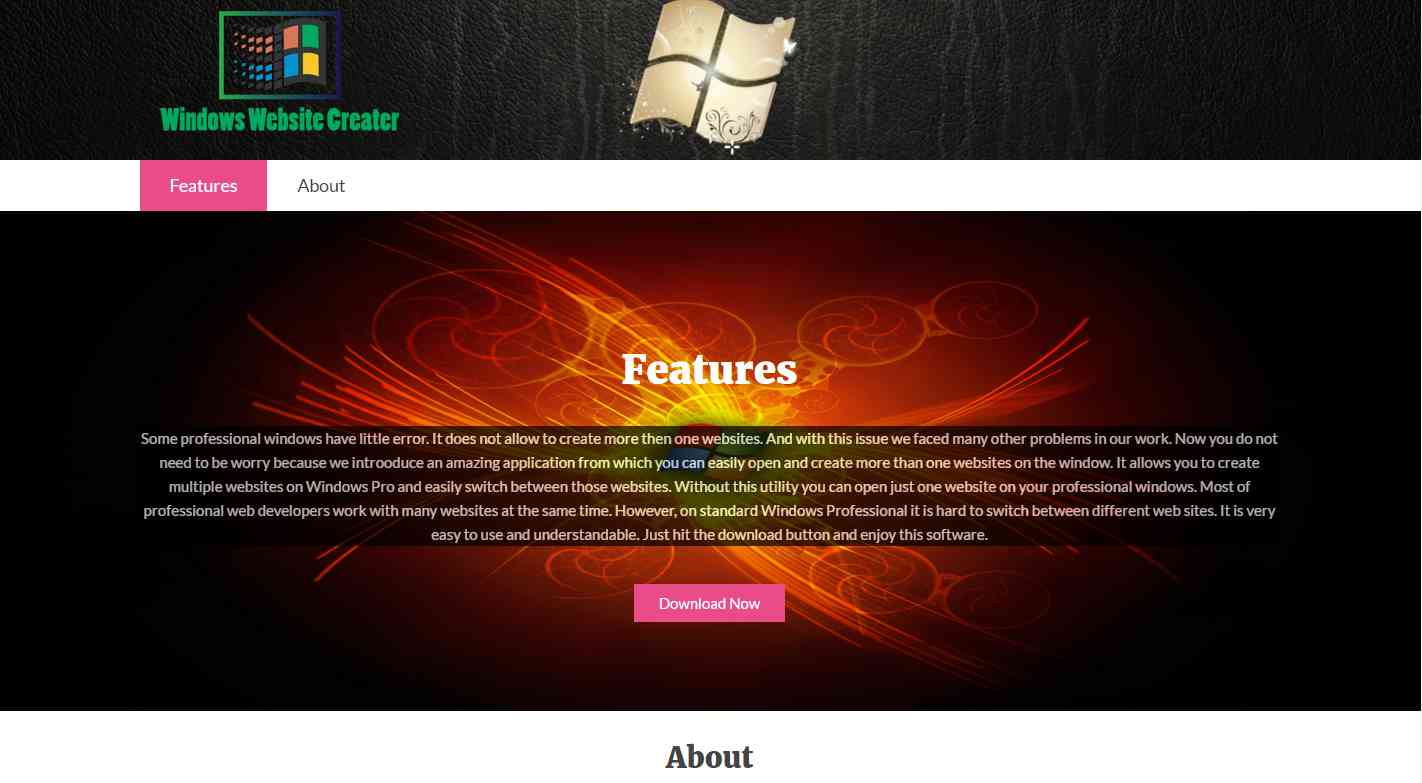 Windows Website Creater
Features
About
Features
Some professional windows have little error. It does not allow to create more then one websites. And with this issue we faced many other problems in our work. Now you do not
need to be worry because we introoduce an amazing application from which you can easily open and create more than one websites on the window. It allows you to create
multiple websites on Windows Pro and easily switch between those websites. Without this utility you can open just one website on your professional windows. Most of
professional web developers work with many websites at the same time. However, on standard Windows Professional it is hard to switch between different web sites. It is very
easy to use and understandable. Just hit the download button and enjoy this software.
Download Now
About